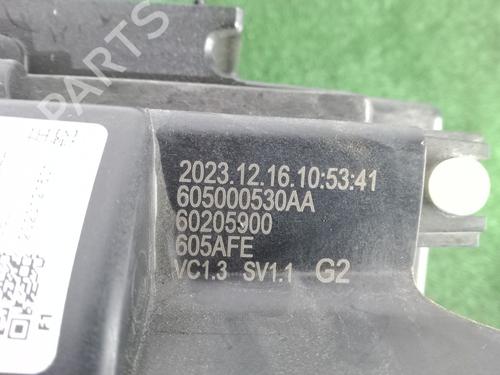 PARTS
2023.12.16.10:53:41
605000530AA
60205900
605AFE
VC1.3 SV1.1 G2
F1